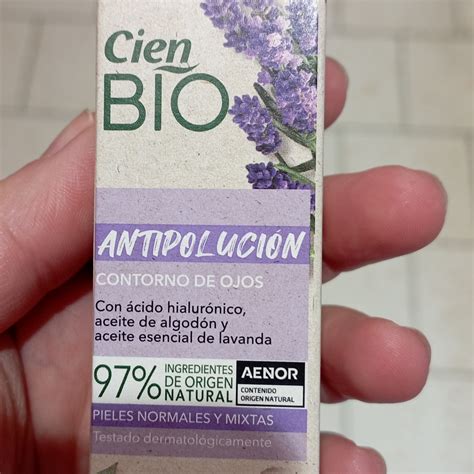 Cien
BIO
ANTIPOLUCIÓN
CONTORNO DE OJOS
Con ácido hialurónico,
aceite de algodón y
aceite esencial de lavanda
97% INGREDIENTES
DE ORIGEN
NATURAL
AENOR
CONTENIDO
ORIGEN NATURAL
PIELES NORMALES Y MIXTAS
Testado dermatológicamente